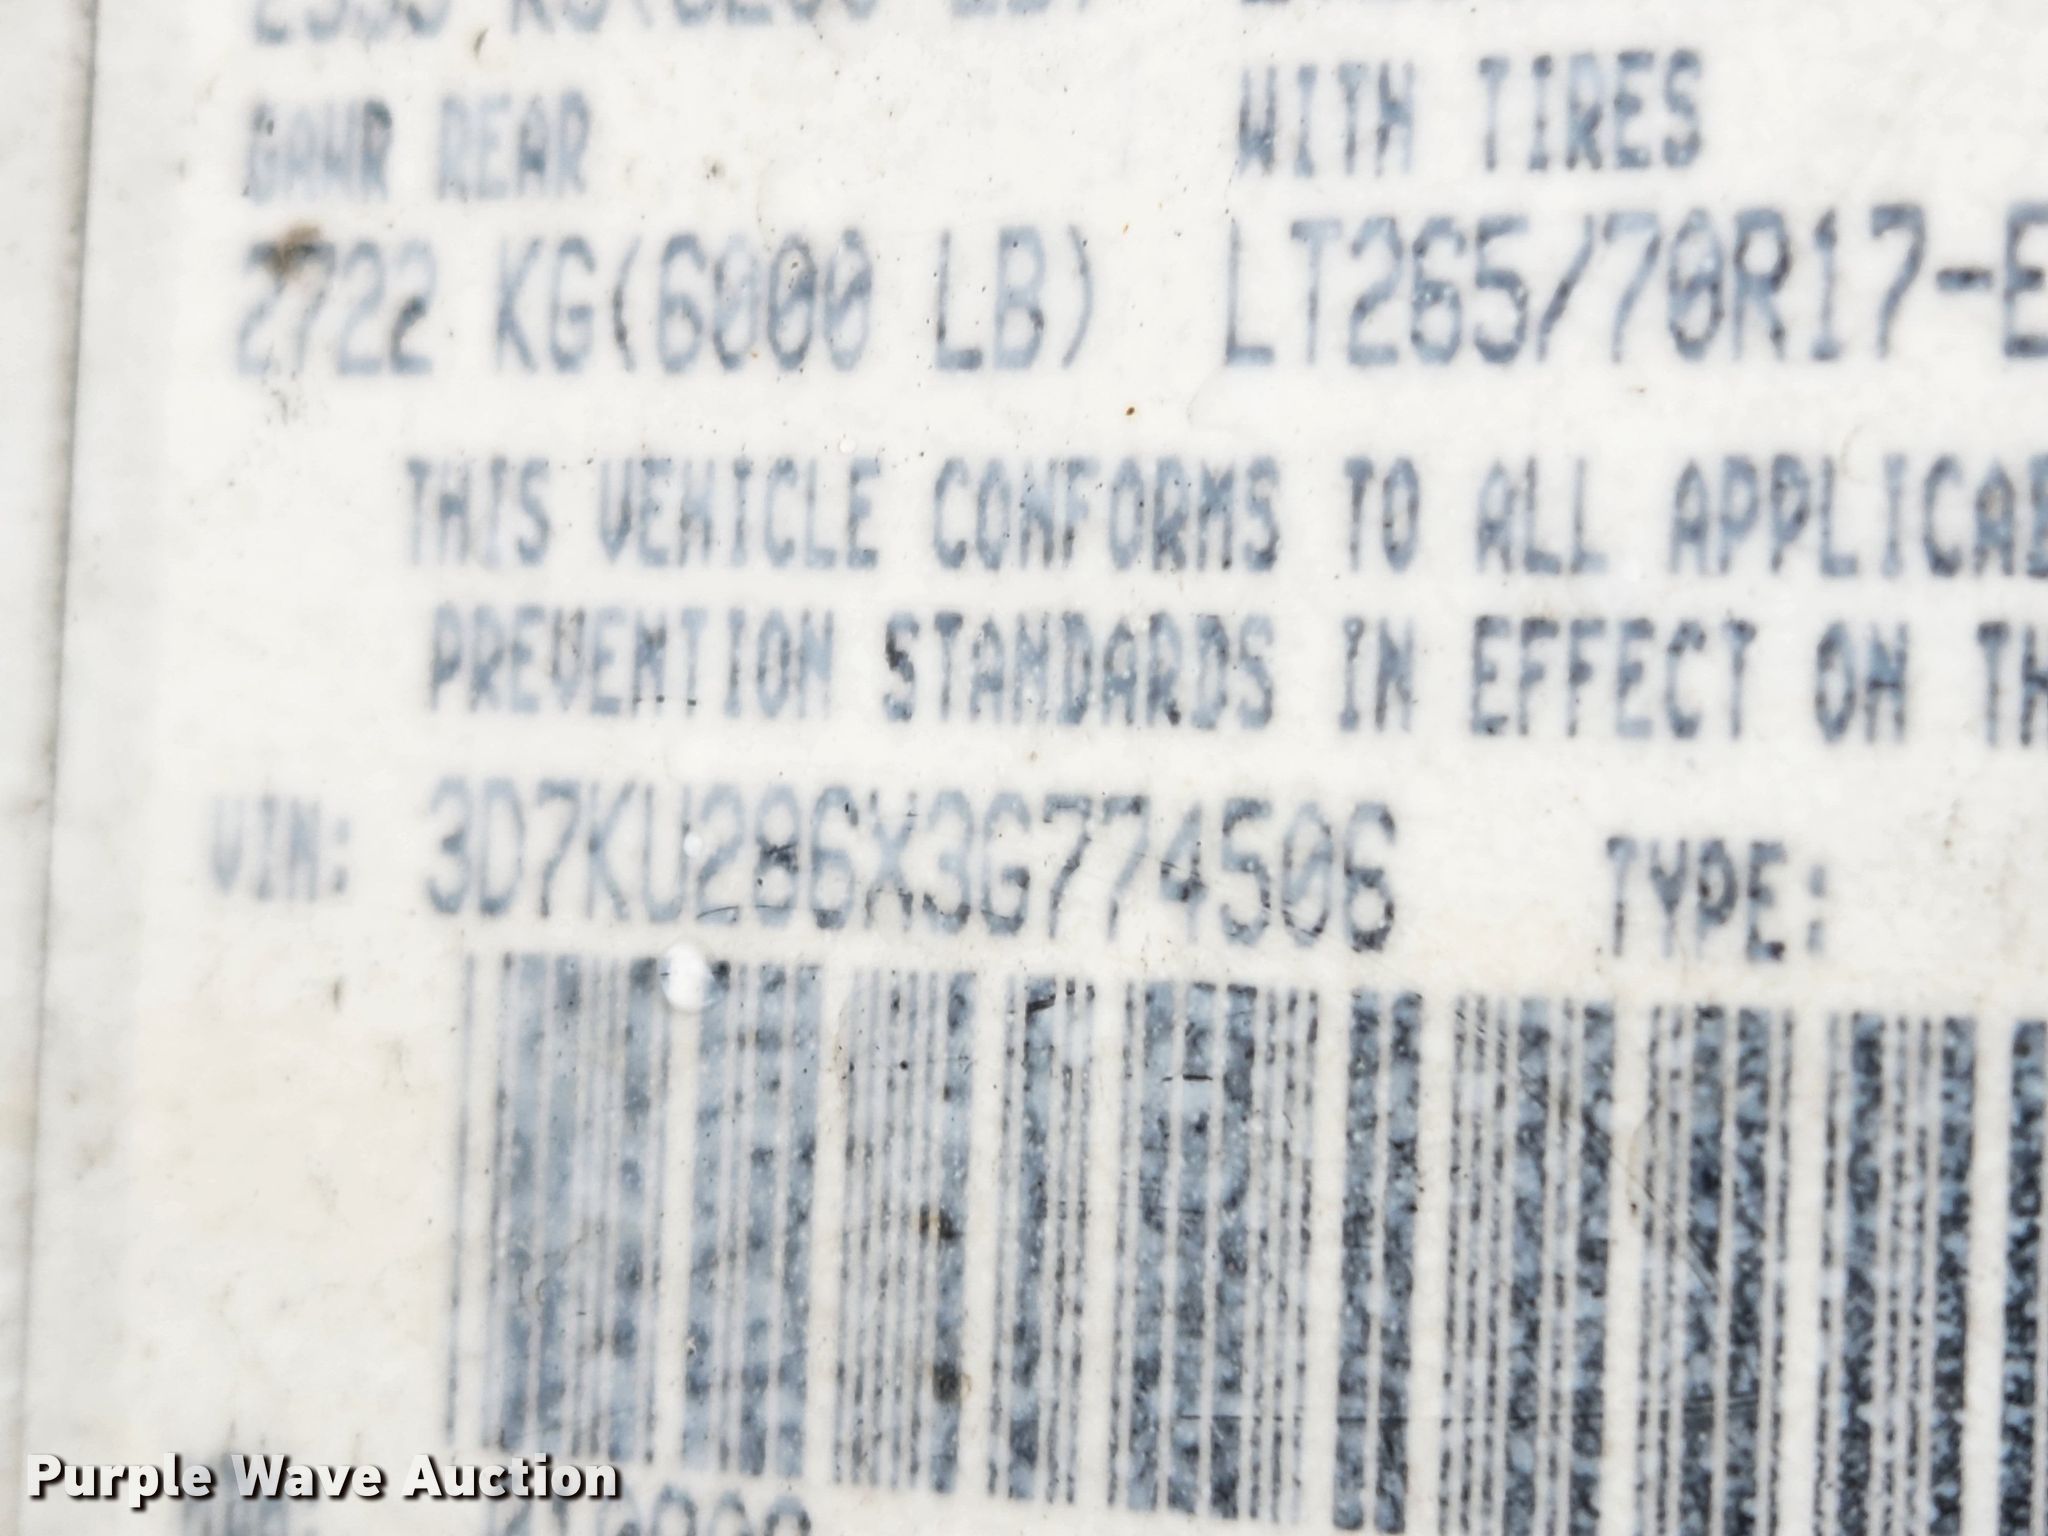 GAWR REAR WITH TIRES
2722 KG(6000 LB) LT265/70R17-E
THIS VEHICLE CONFORMS TO ALL APPLICAB
PREVENTION STANDARDS IN EFFECT ON TH
VIN: 3D7KU286X3G774506 TYPE:
Purple Wave Auction